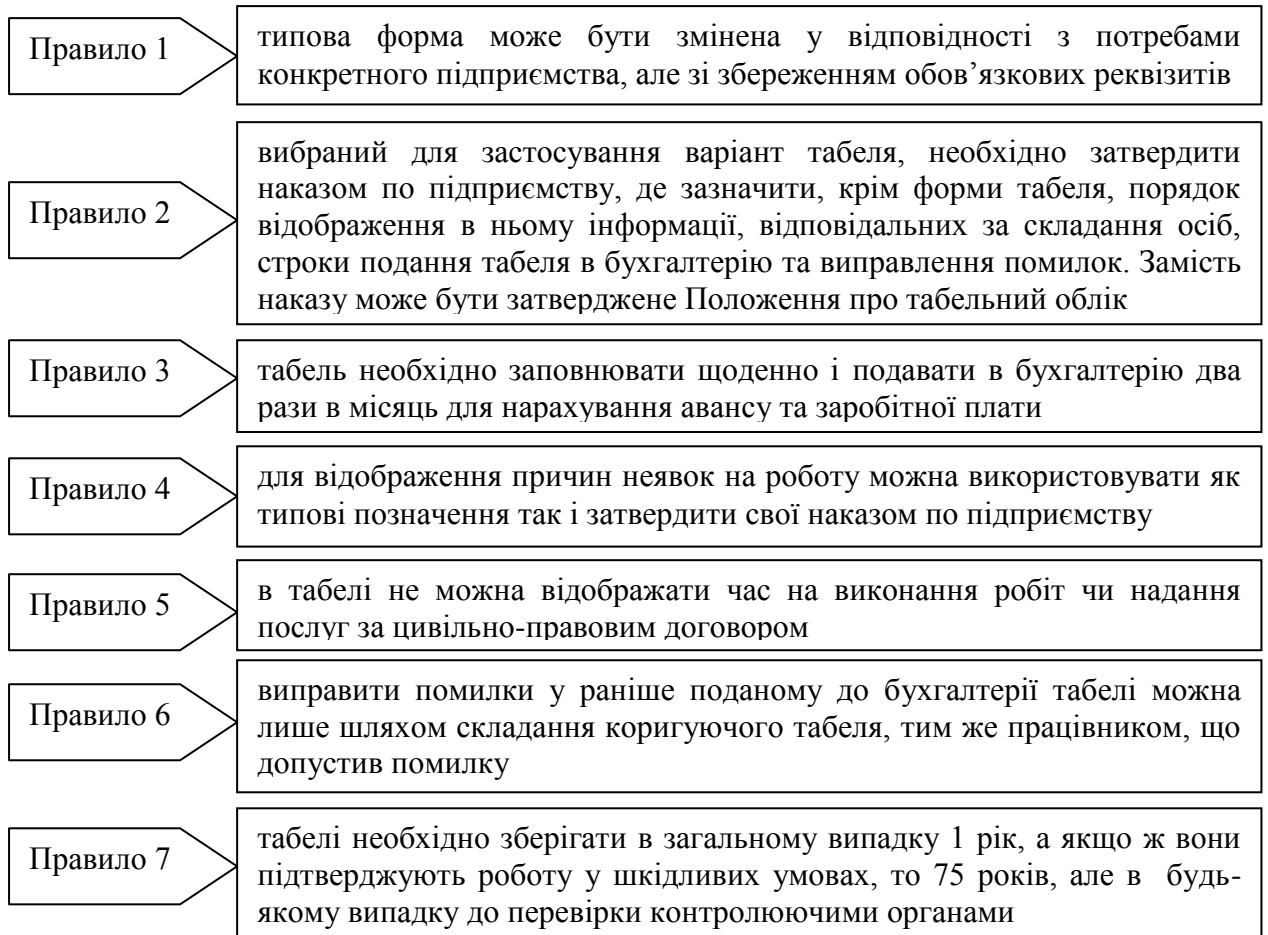 Правило 1
типова форма може бути змінена у відповідності з потребами
конкретного підприємства, але зі збереженням обов’язкових реквізитів
Правило 2
вибраний для застосування варіант табеля, необхідно затвердити
наказом по підприємству, де зазначити, крім форми табеля, порядок
відображення в ньому інформації, відповідальних за складання осіб,
строки подання табеля в бухгалтерію та виправлення помилок. Замість
наказу може бути затверджене Положення про табельний облік
Правило 3
табель необхідно заповнювати щоденно і подавати в бухгалтерію два
рази в місяць для нарахування авансу та заробітної плати
Правило 4
для відображення причин неявок на роботу можна використовувати як
типові позначення так і затвердити свої наказом по підприємству
Правило 5
в табелі не можна відображати час на виконання робіт чи надання
послуг за цивільно-правовим договором
Правило 6
виправити помилки у раніше поданому до бухгалтерії табелі можна
лише шляхом складання коригуючого табеля, тим же працівником, що
допустив помилку
Правило 7
табелі необхідно зберігати в загальному випадку 1 рік, а якщо ж вони
підтверджують роботу у шкідливих умовах, то 75 років, але в будь-
якому випадку до перевірки контролюючими органами